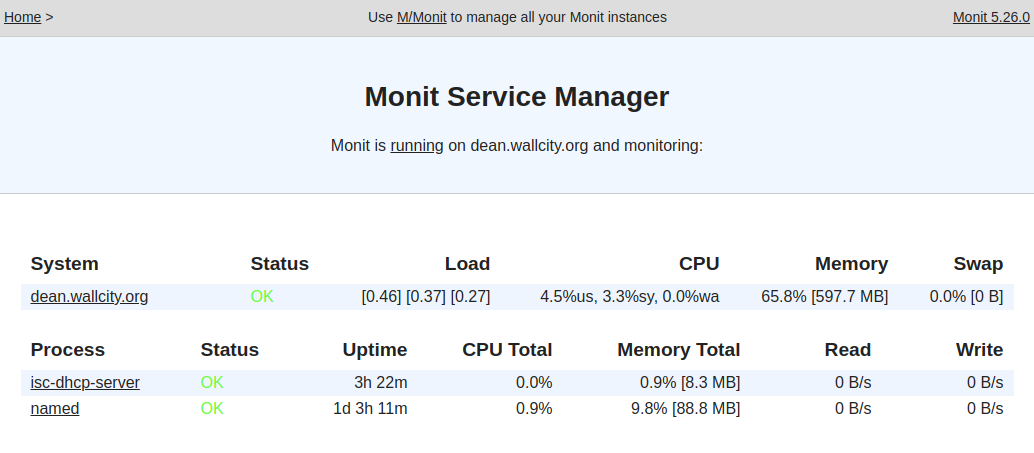 Home > Use M/Monit to manage all your Monit instances Monit 5.26.0
Monit Service Manager
Monit is running on dean.wallcity.org and monitoring:
System Status Load CPU Memory Swap
dean.wallcity.org OK [0.46] [0.37] [0.27] 4.5%us, 3.3%sy, 0.0%wa 65.8% [597.7 MB] 0.0% [0 B]
Process Status Uptime CPU Total Memory Total Read Write
isc-dhcp-server OK 3h 22m 0.0% 0.9% [8.3 MB] 0 B/s 0 B/s
named OK 1d 3h 11m 0.9% 9.8% [88.8 MB] 0 B/s 0 B/s